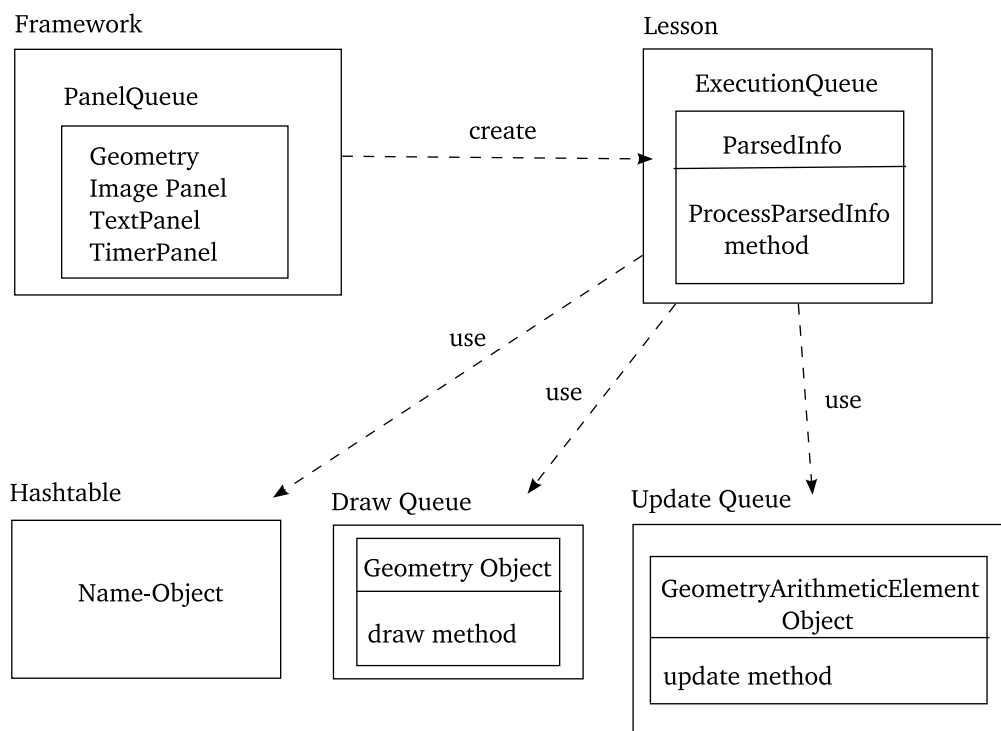 Framework
PanelQueue
Geometry
Image Panel
TextPanel
TimerPanel
create
Lesson
ExecutionQueue
ParsedInfo
ProcessParsedInfo
method
use
use
use
Hashtable
Name-Object
Draw Queue
Geometry Object
draw method
Update Queue
GeometryArithmeticElement
Object
update method